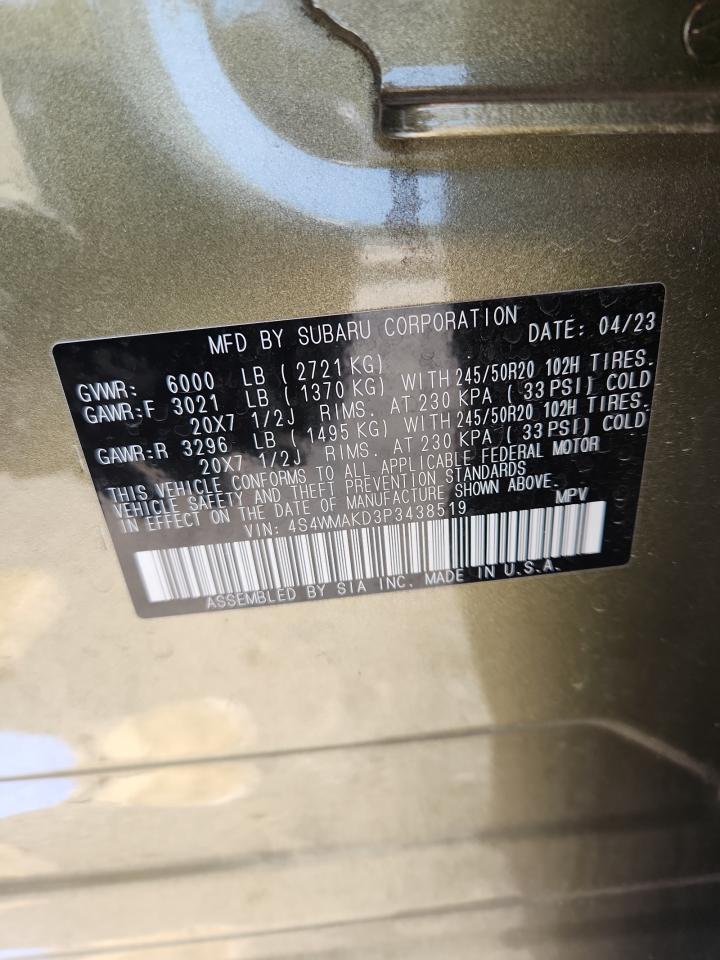 MFD BY SUBARU CORPORATION DATE: 04/23
GVWR: 6000 LB ( 2721 KG)
GAWR:F 3021 LB ( 1370 KG) WITH 245/50R20 102H TIRES.
20X7 1/2J RIMS. AT 230 KPA ( 33 PSI) COLD
GAWR:R 3296 LB ( 1495 KG) WITH 245/50R20 102H TIRES.
20X7 1/2J RIMS. AT 230 KPA ( 33 PSI) COLD
THIS VEHICLE CONFORMS TO ALL APPLICABLE FEDERAL MOTOR
VEHICLE SAFETY AND THEFT PREVENTION STANDARDS
IN EFFECT ON THE DATE OF MANUFACTURE SHOWN ABOVE.
VIN: 4S4WMAKD3P3438519 MPV
ASSEMBLED BY SIA INC. MADE IN U.S.A.